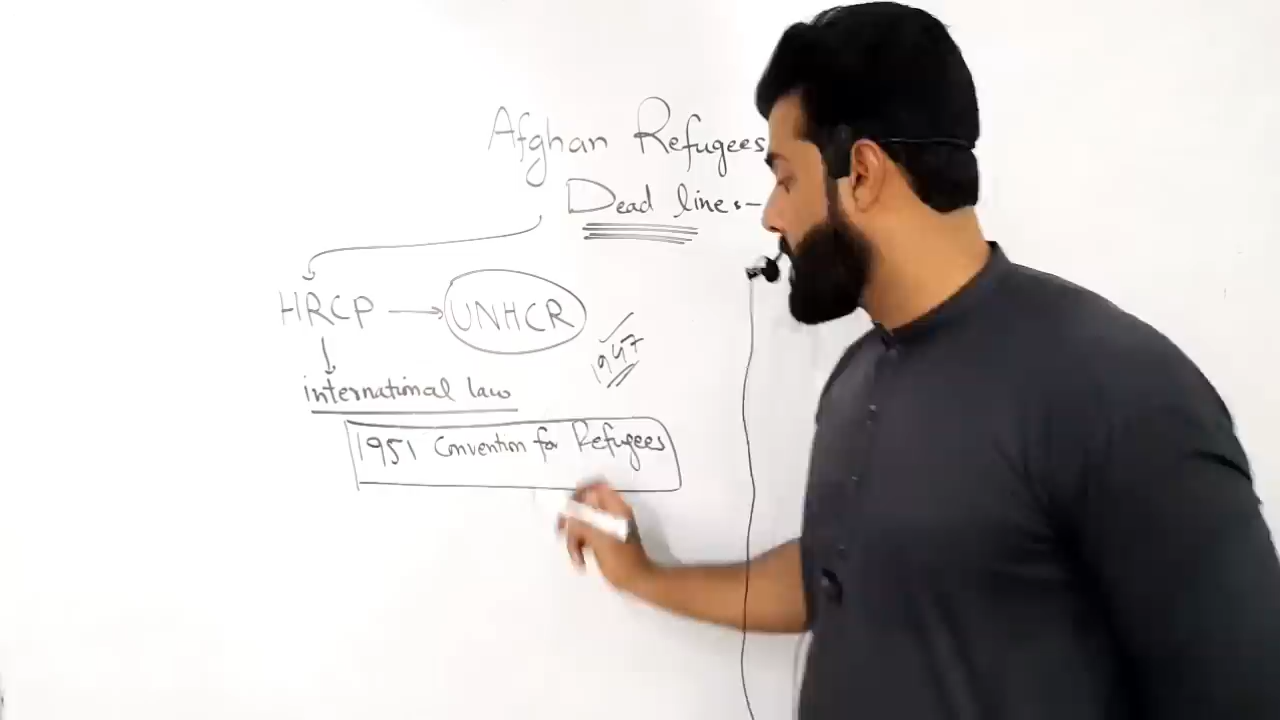 Afghan Refugees
Dead line:-
HRCP → UNHCR
1947
international law
1951 Convention for Refugees